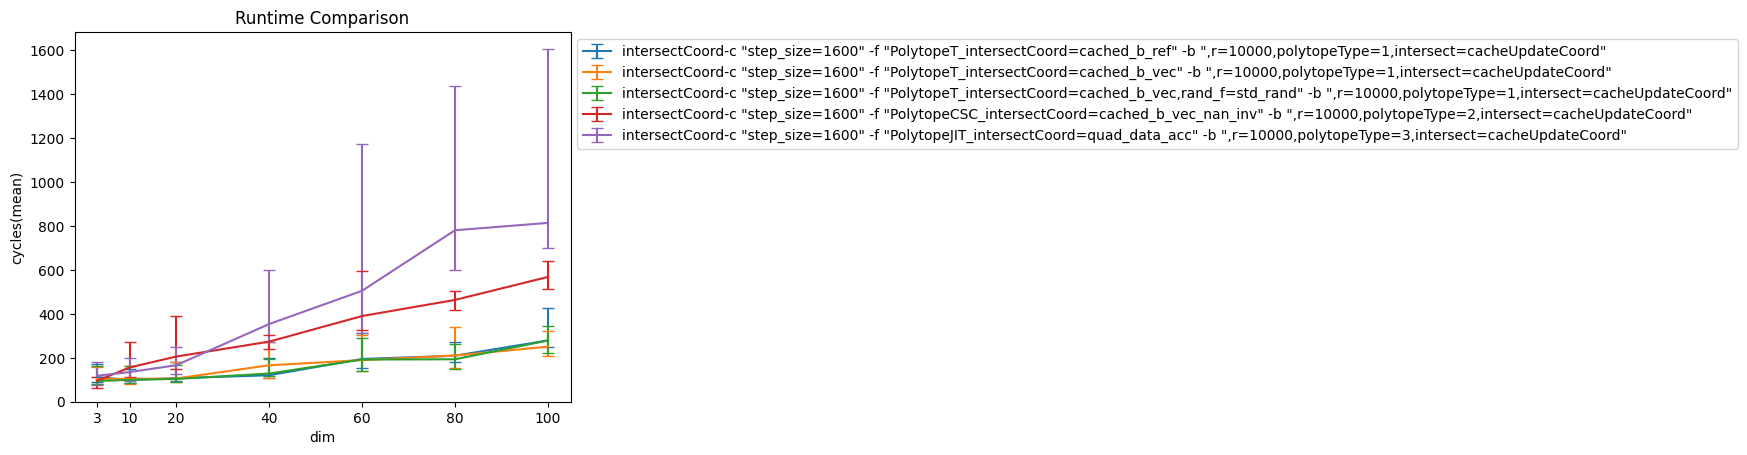 Runtime Comparison
cycles(mean)
1600
1400
1200
1000
800
600
400
200
0
3 10 20 40 60 80 100
dim
intersectCoord-c "step_size=1600" -f "PolytopeT_intersectCoord=cached_b_ref" -b ",r=10000,polytopeType=1,intersect=cacheUpdateCoord"
intersectCoord-c "step_size=1600" -f "PolytopeT_intersectCoord=cached_b_vec" -b ",r=10000,polytopeType=1,intersect=cacheUpdateCoord"
intersectCoord-c "step_size=1600" -f "PolytopeT_intersectCoord=cached_b_vec,rand_f=std_rand" -b ",r=10000,polytopeType=1,intersect=cacheUpdateCoord"
intersectCoord-c "step_size=1600" -f "PolytopeCSC_intersectCoord=cached_b_vec_nan_inv" -b ",r=10000,polytopeType=2,intersect=cacheUpdateCoord"
intersectCoord-c "step_size=1600" -f "PolytopeJIT_intersectCoord=quad_data_acc" -b ",r=10000,polytopeType=3,intersect=cacheUpdateCoord"